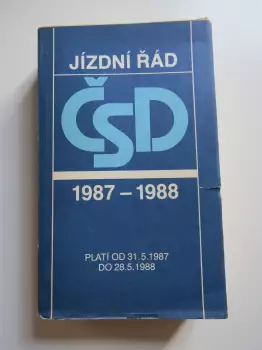 JÍZDNÍ ŘÁD
ČSD
1987 – 1988
PLATÍ OD 31.5.1987
DO 28.5.1988